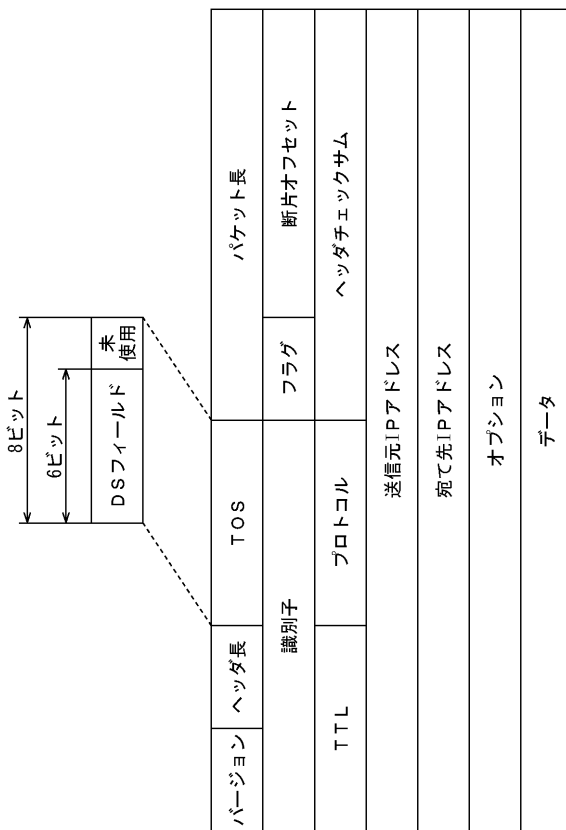 8ビット
6ビット
DSフィールド
未
使用
バージョン
ヘッダ長
TOS
パケット長
識別子
フラグ
断片オフセット
TTL
プロトコル
ヘッダチェックサム
送信元IPアドレス
宛て先IPアドレス
オプション
データ